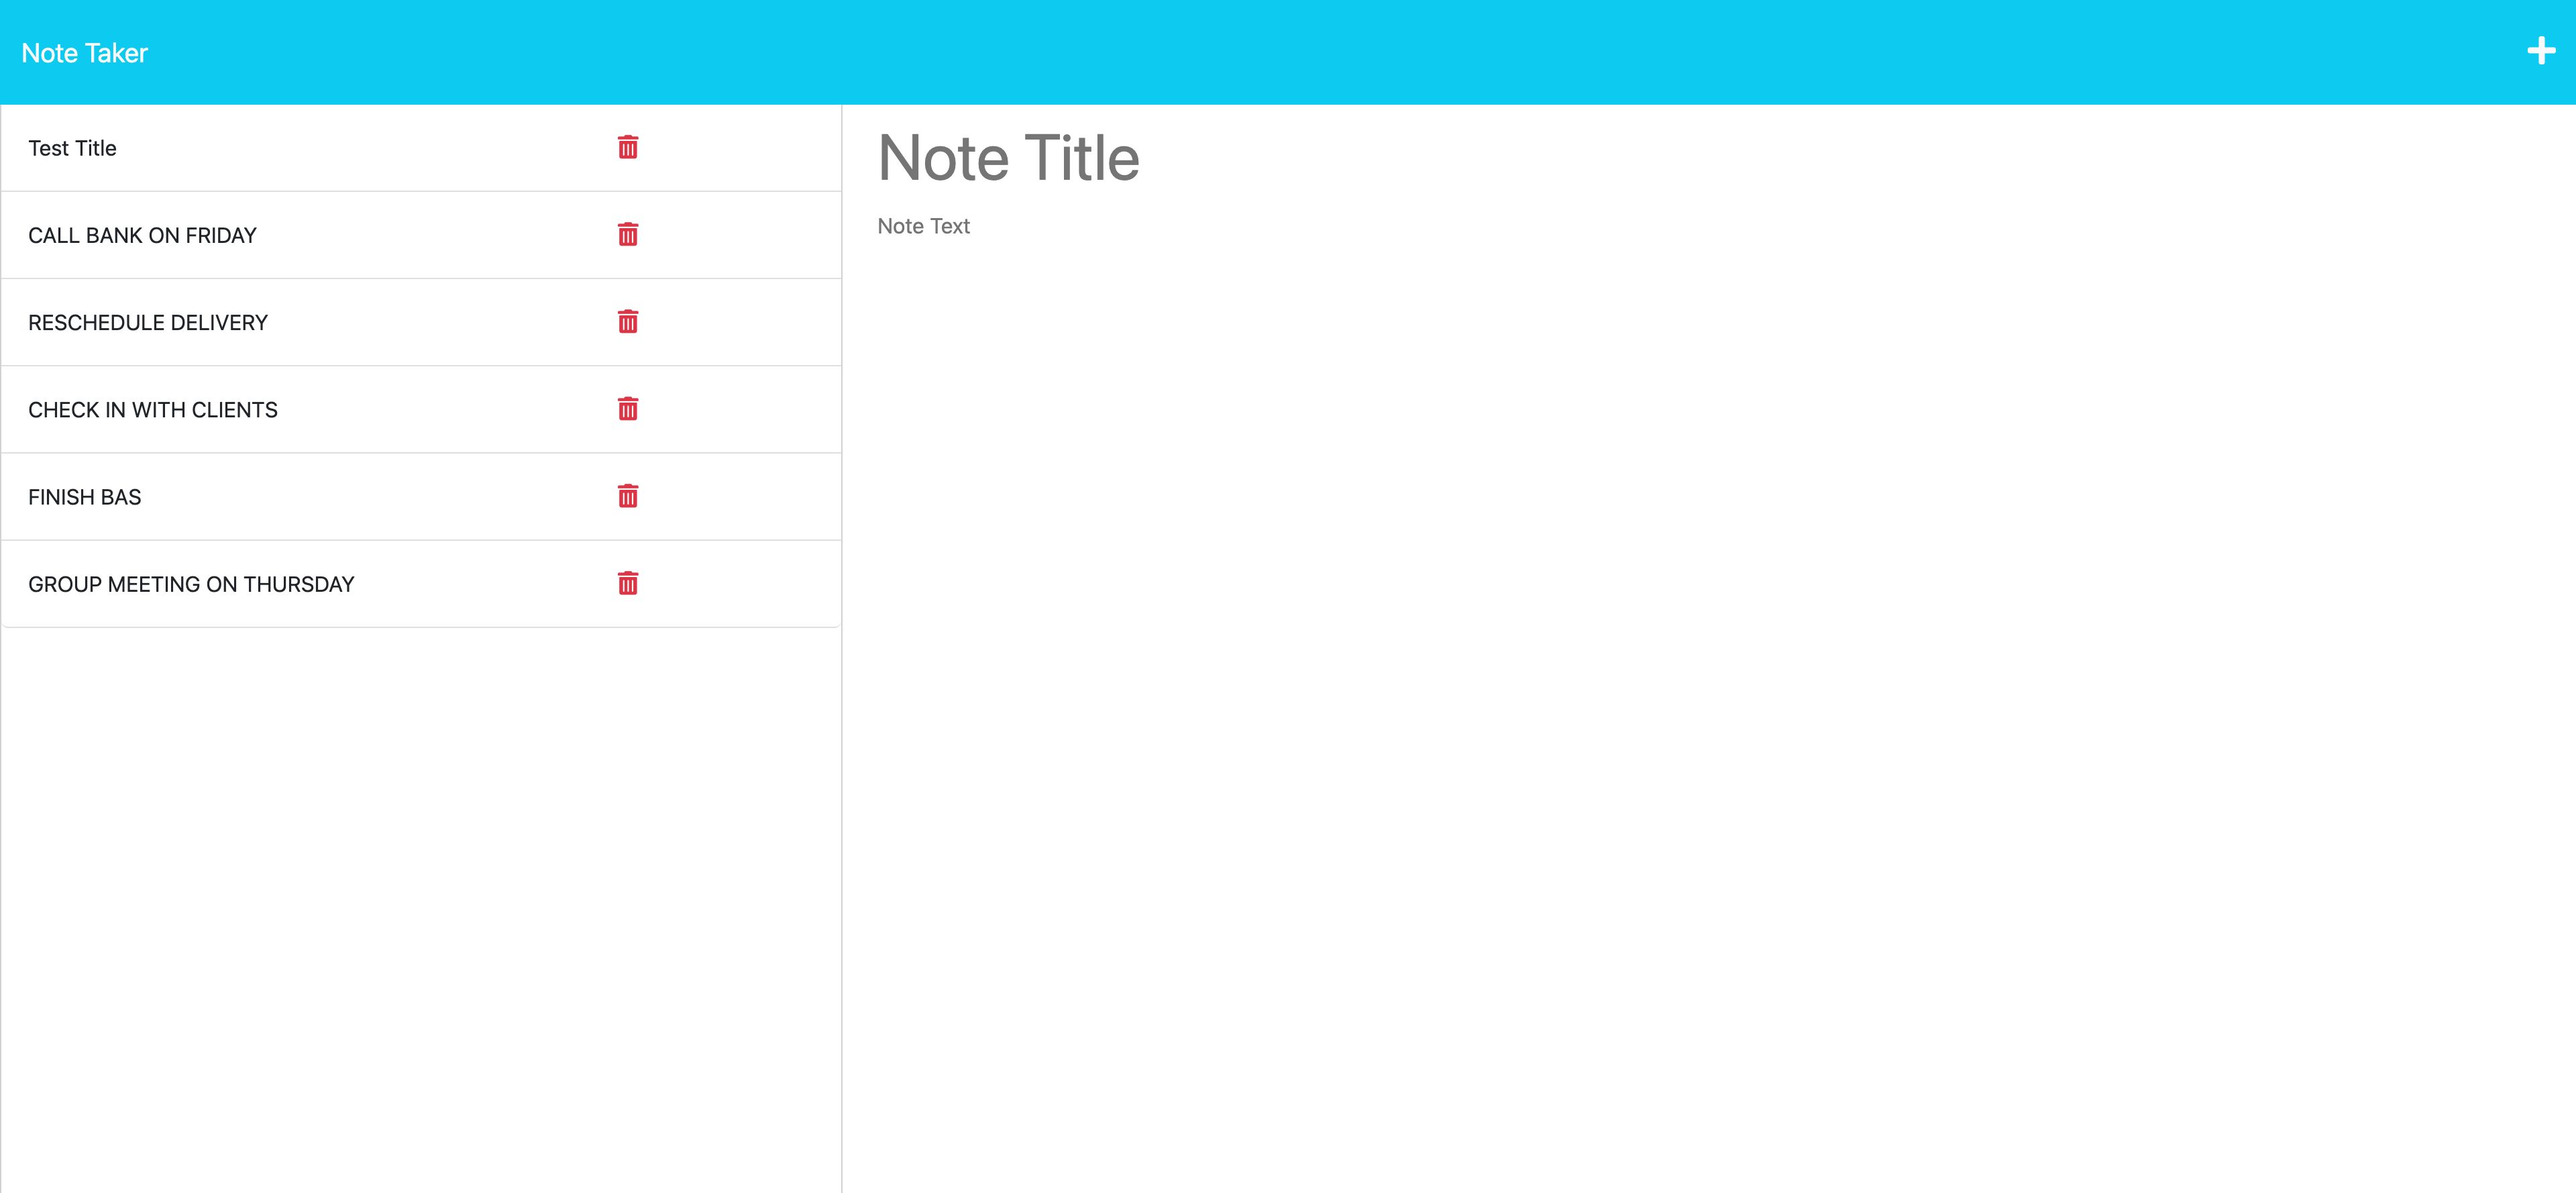 Note Taker
Test Title
CALL BANK ON FRIDAY
RESCHEDULE DELIVERY
CHECK IN WITH CLIENTS
FINISH BAS
GROUP MEETING ON THURSDAY
Note Title
Note Text